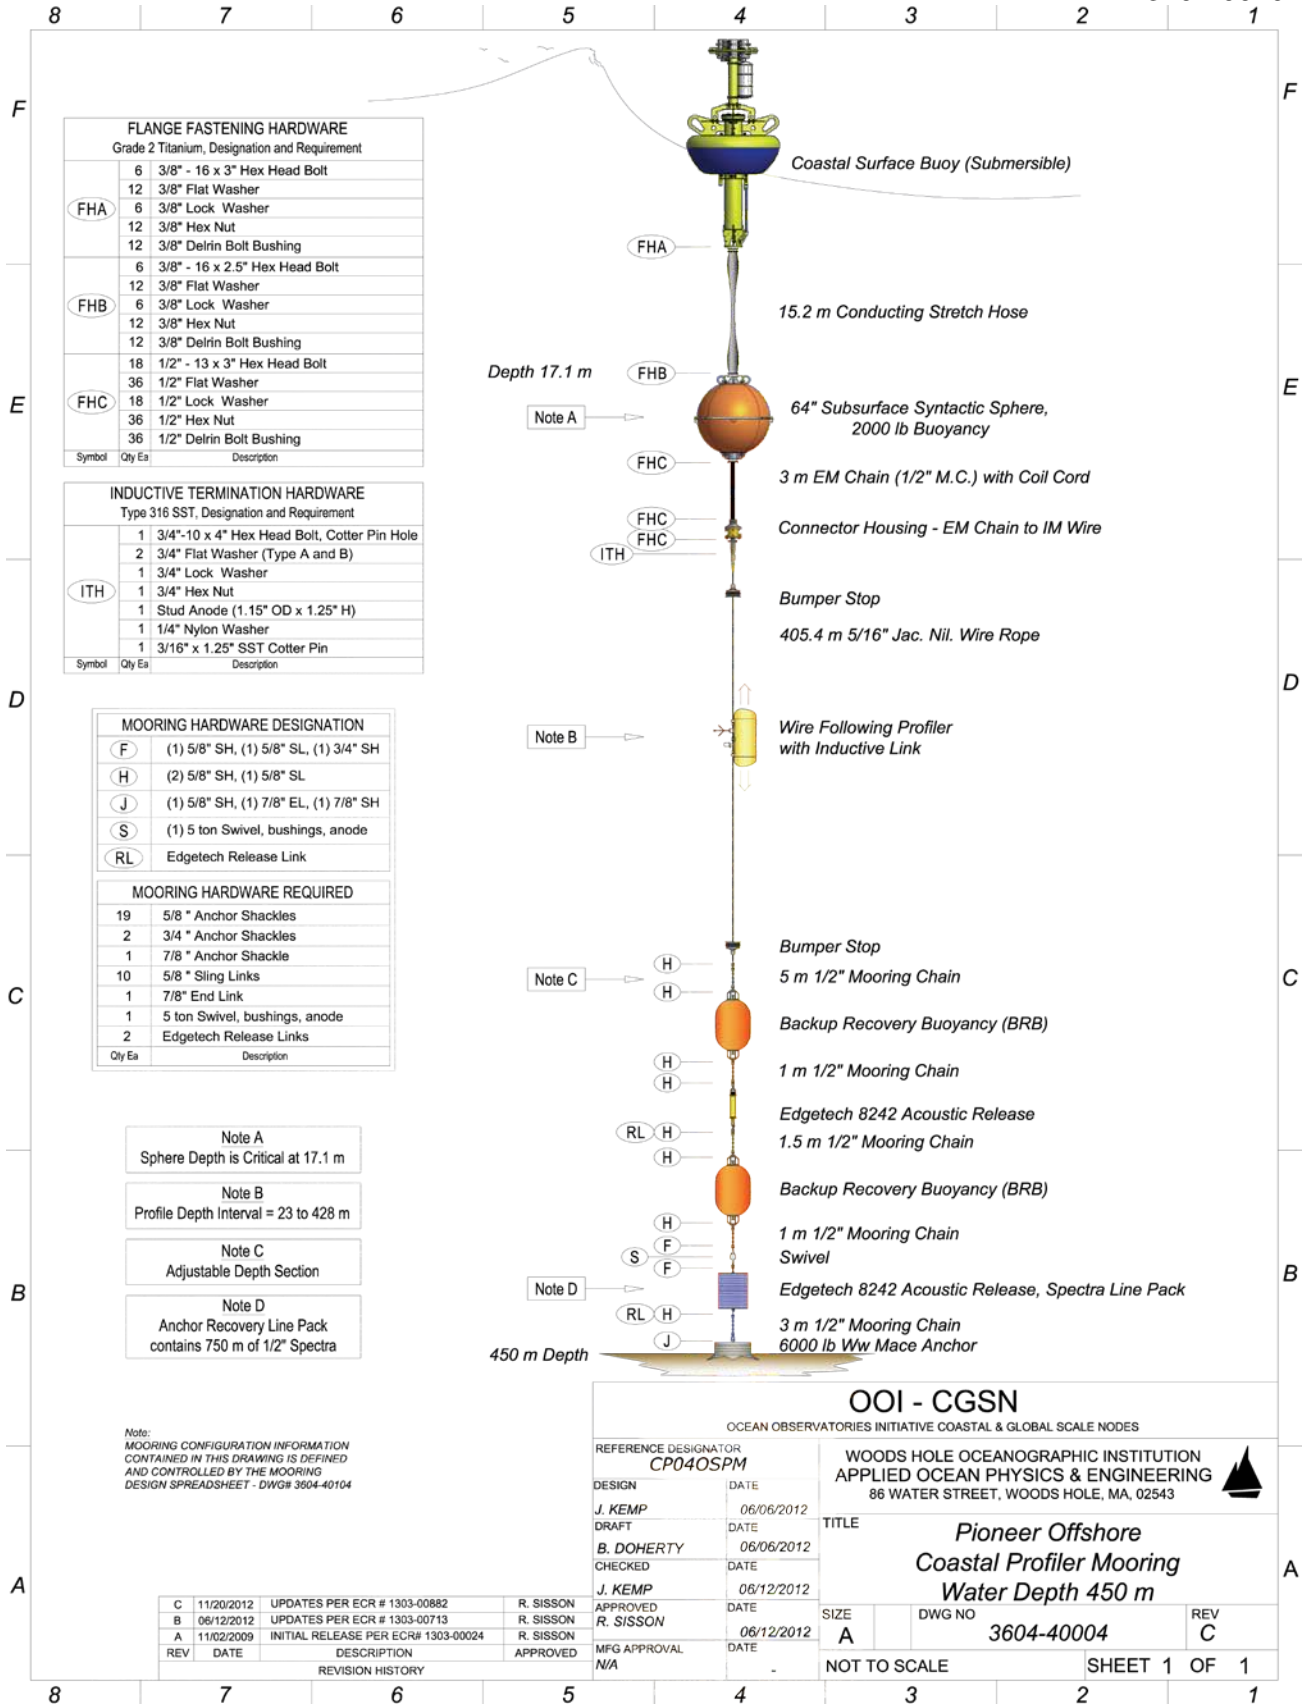 8 7 6 5 4 3 2 1
F
F
FLANGE FASTENING HARDWARE
Grade 2 Titanium, Designation and Requirement
FHA
6 3/8" - 16 x 3" Hex Head Bolt
12 3/8" Flat Washer
6 3/8" Lock Washer
12 3/8" Hex Nut
12 3/8" Delrin Bolt Bushing
FHB
6 3/8" - 16 x 2.5" Hex Head Bolt
12 3/8" Flat Washer
6 3/8" Lock Washer
12 3/8" Hex Nut
12 3/8" Delrin Bolt Bushing
FHC
18 1/2" - 13 x 3" Hex Head Bolt
36 1/2" Flat Washer
18 1/2" Lock Washer
36 1/2" Hex Nut
36 1/2" Delrin Bolt Bushing
Symbol Qty Ea Description
INDUCTIVE TERMINATION HARDWARE
Type 316 SST, Designation and Requirement
ITH
1 3/4"-10 x 4" Hex Head Bolt, Cotter Pin Hole
2 3/4" Flat Washer (Type A and B)
1 3/4" Lock Washer
1 3/4" Hex Nut
1 Stud Anode (1.15" OD x 1.25" H)
1 1/4" Nylon Washer
1 3/16" x 1.25" SST Cotter Pin
Symbol Qty Ea Description
MOORING HARDWARE DESIGNATION
F (1) 5/8" SH, (1) 5/8" SL, (1) 3/4" SH
H (2) 5/8" SH, (1) 5/8" SL
J (1) 5/8" SH, (1) 7/8" EL, (1) 7/8" SH
S (1) 5 ton Swivel, bushings, anode
RL Edgetech Release Link
MOORING HARDWARE REQUIRED
19 5/8 " Anchor Shackles
2 3/4 " Anchor Shackles
1 7/8 " Anchor Shackle
10 5/8 " Sling Links
1 7/8" End Link
1 5 ton Swivel, bushings, anode
2 Edgetech Release Links
Qty Ea Description
Note A
Sphere Depth is Critical at 17.1 m
Note B
Profile Depth Interval = 23 to 428 m
Note C
Adjustable Depth Section
Note D
Anchor Recovery Line Pack
contains 750 m of 1/2" Spectra
Note:
MOORING CONFIGURATION INFORMATION
CONTAINED IN THIS DRAWING IS DEFINED
AND CONTROLLED BY THE MOORING
DESIGN SPREADSHEET - DWG# 3604-40104
Coastal Surface Buoy (Submersible)
FHA
15.2 m Conducting Stretch Hose
Depth 17.1 m FHB
E
E
Note A
64" Subsurface Syntactic Sphere,
2000 lb Buoyancy
FHC
3 m EM Chain (1/2" M.C.) with Coil Cord
FHC
Connector Housing - EM Chain to IM Wire
FHC
ITH
Bumper Stop
405.4 m 5/16" Jac. Nil. Wire Rope
D
D
Note B
Wire Following Profiler
with Inductive Link
Bumper Stop
H
Note C
5 m 1/2" Mooring Chain
C
C
H
Backup Recovery Buoyancy (BRB)
H
1 m 1/2" Mooring Chain
H
Edgetech 8242 Acoustic Release
RL H
1.5 m 1/2" Mooring Chain
H
Backup Recovery Buoyancy (BRB)
H
1 m 1/2" Mooring Chain
F
S
Swivel
F
B
B
Note D
Edgetech 8242 Acoustic Release, Spectra Line Pack
RL H
3 m 1/2" Mooring Chain
J
6000 lb Ww Mace Anchor
450 m Depth
OOI - CGSN
OCEAN OBSERVATORIES INITIATIVE COASTAL & GLOBAL SCALE NODES
REFERENCE DESIGNATOR
CP04OSPM
WOODS HOLE OCEANOGRAPHIC INSTITUTION
APPLIED OCEAN PHYSICS & ENGINEERING
86 WATER STREET, WOODS HOLE, MA, 02543
DESIGN DATE
J. KEMP 06/06/2012
DRAFT DATE
B. DOHERTY 06/06/2012
CHECKED DATE
J. KEMP 06/12/2012
APPROVED DATE
R. SISSON 06/12/2012
MFG APPROVAL DATE
N/A -
TITLE
Pioneer Offshore
Coastal Profiler Mooring
Water Depth 450 m
A
A
SIZE DWG NO REV
A 3604-40004 C
NOT TO SCALE SHEET 1 OF 1
C 11/20/2012 UPDATES PER ECR # 1303-00882 R. SISSON
B 06/12/2012 UPDATES PER ECR # 1303-00713 R. SISSON
A 11/02/2009 INITIAL RELEASE PER ECR# 1303-00024 R. SISSON
REV DATE DESCRIPTION APPROVED
REVISION HISTORY
8 7 6 5 4 3 2 1